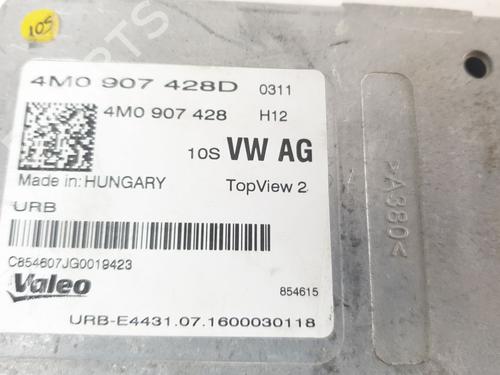 10S
4M0 907 428D 0311
4M0 907 428 H12
10S VW AG
Made in: HUNGARY TopView 2
URB
C854607JG0019423
Valeo 854615
URB-E4431.07.1600030118
>A380<